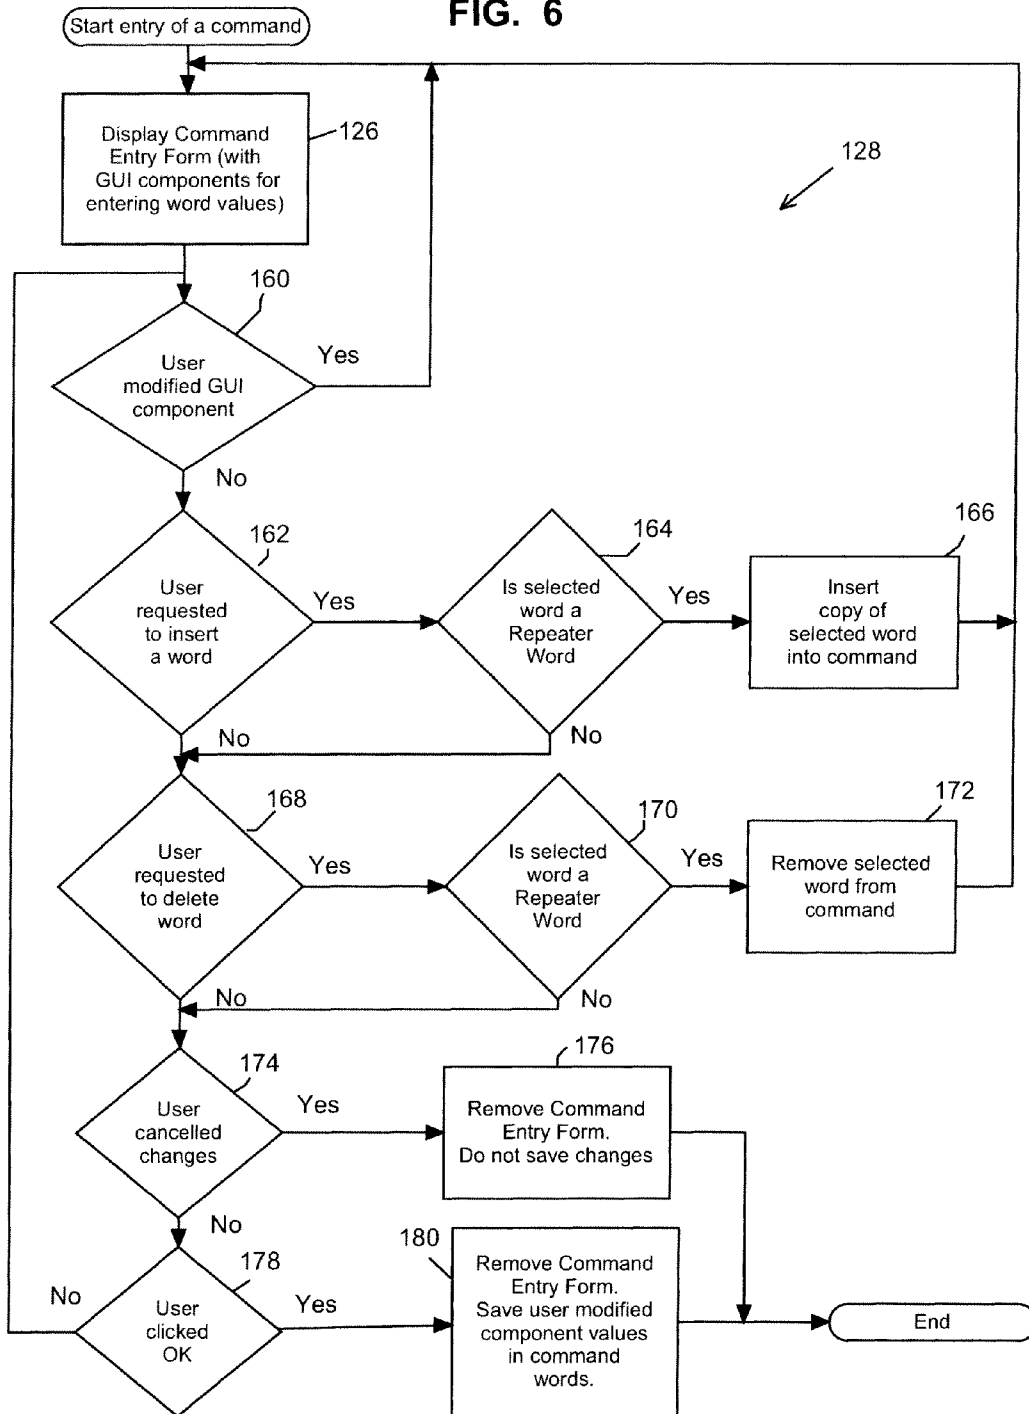 FIG. 6
Start entry of a command
Display Command
Entry Form (with
GUI components for
entering word values)
126
128
160
User
modified GUI
component
Yes
No
162
User
requested
to insert
a word
Yes
No
164
Is selected
word a
Repeater
Word
Yes
No
166
Insert
copy of
selected word
into command
168
User
requested
to delete
word
Yes
No
170
Is selected
word a
Repeater
Word
Yes
No
172
Remove selected
word from
command
174
User
cancelled
changes
Yes
No
176
Remove Command
Entry Form.
Do not save changes
178
User
clicked
OK
No
Yes
180
Remove Command
Entry Form.
Save user modified
component values
in command
words.
End